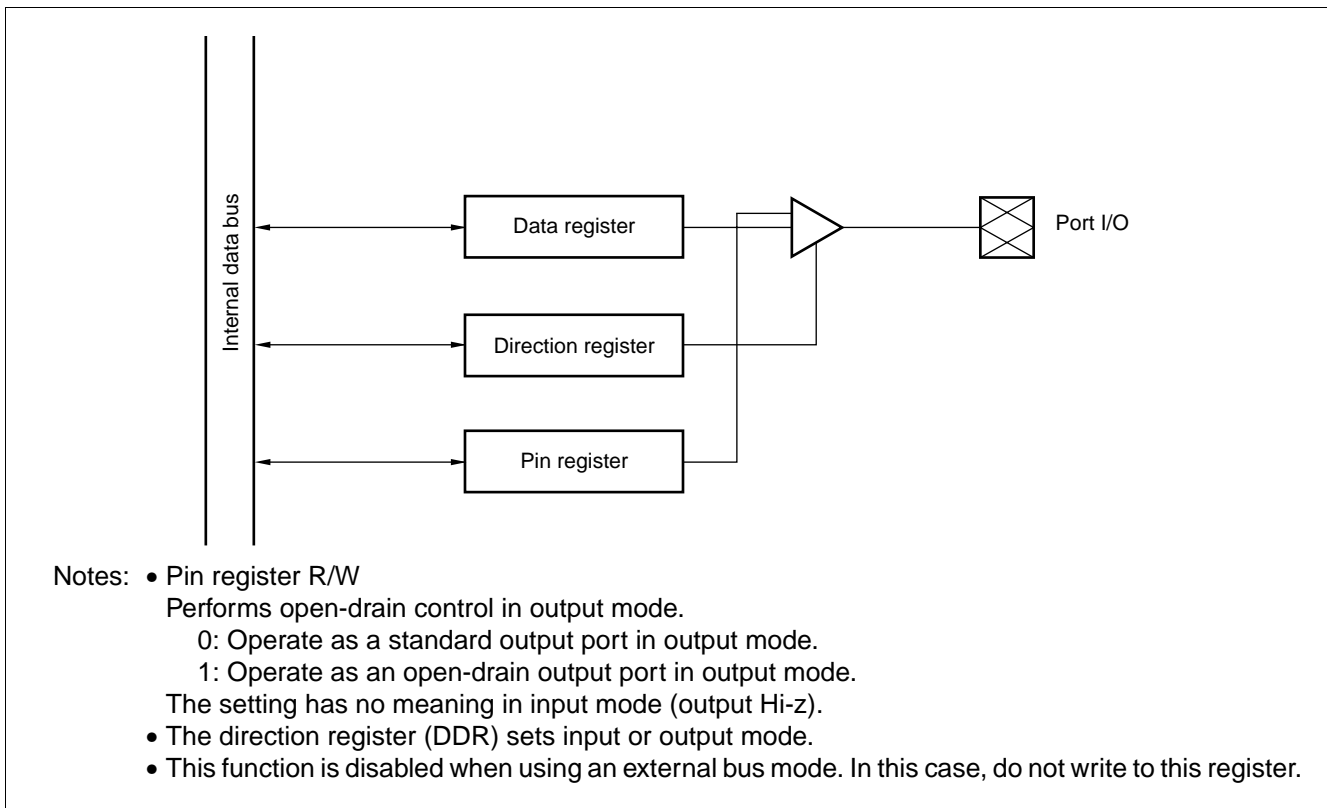 Internal data bus
Data register
Port I/O
Direction register
Pin register
Notes: • Pin register R/W
Performs open-drain control in output mode.
0: Operate as a standard output port in output mode.
1: Operate as an open-drain output port in output mode.
The setting has no meaning in input mode (output Hi-z).
• The direction register (DDR) sets input or output mode.
• This function is disabled when using an external bus mode. In this case, do not write to this register.